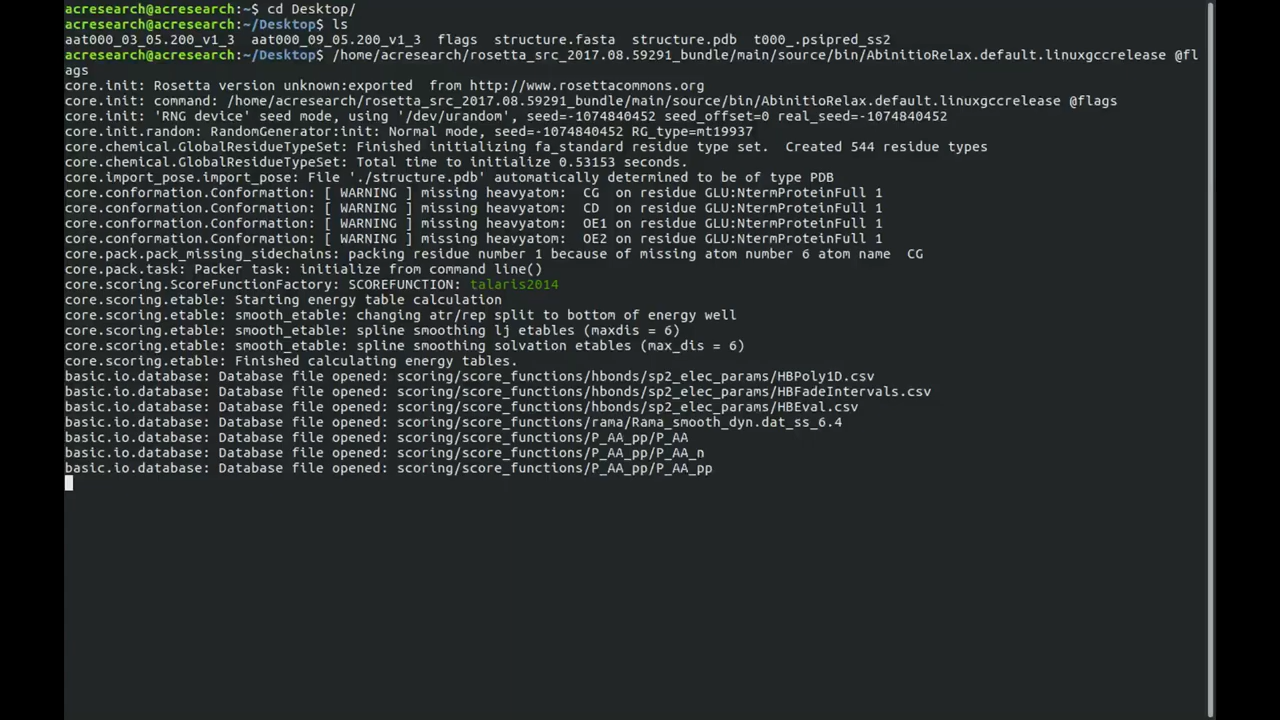 acresearch@acresearch:~$ cd Desktop/
acresearch@acresearch:~/Desktop$ ls
aat000_03_05.200_v1_3  aat000_09_05.200_v1_3  flags  structure.fasta  structure.pdb  t000_.psipred_ss2
acresearch@acresearch:~/Desktop$ /home/acresearch/rosetta_src_2017.08.59291_bundle/main/source/bin/AbinitioRelax.default.linuxgccrelease @fl
ags
core.init: Rosetta version unknown:exported  from http://www.rosettacommons.org
core.init: command: /home/acresearch/rosetta_src_2017.08.59291_bundle/main/source/bin/AbinitioRelax.default.linuxgccrelease @flags
core.init: 'RNG device' seed mode, using '/dev/urandom', seed=-1074840452 seed_offset=0 real_seed=-1074840452
core.init.random: RandomGenerator:init: Normal mode, seed=-1074840452 RG_type=mt19937
core.chemical.GlobalResidueTypeSet: Finished initializing fa_standard residue type set.  Created 544 residue types
core.chemical.GlobalResidueTypeSet: Total time to initialize 0.53153 seconds.
core.import_pose.import_pose: File './structure.pdb' automatically determined to be of type PDB
core.conformation.Conformation: [ WARNING ] missing heavyatom:  CG  on residue GLU:NtermProteinFull 1
core.conformation.Conformation: [ WARNING ] missing heavyatom:  CD  on residue GLU:NtermProteinFull 1
core.conformation.Conformation: [ WARNING ] missing heavyatom:  OE1 on residue GLU:NtermProteinFull 1
core.conformation.Conformation: [ WARNING ] missing heavyatom:  OE2 on residue GLU:NtermProteinFull 1
core.pack.pack_missing_sidechains: packing residue number 1 because of missing atom number 6 atom name  CG
core.pack.task: Packer task: initialize from command line()
core.scoring.ScoreFunctionFactory: SCOREFUNCTION: talaris2014
core.scoring.etable: Starting energy table calculation
core.scoring.etable: smooth_etable: changing atr/rep split to bottom of energy well
core.scoring.etable: smooth_etable: spline smoothing lj etables (maxdis = 6)
core.scoring.etable: smooth_etable: spline smoothing solvation etables (max_dis = 6)
core.scoring.etable: Finished calculating energy tables.
basic.io.database: Database file opened: scoring/score_functions/hbonds/sp2_elec_params/HBPoly1D.csv
basic.io.database: Database file opened: scoring/score_functions/hbonds/sp2_elec_params/HBFadeIntervals.csv
basic.io.database: Database file opened: scoring/score_functions/hbonds/sp2_elec_params/HBEval.csv
basic.io.database: Database file opened: scoring/score_functions/rama/Rama_smooth_dyn.dat_ss_6.4
basic.io.database: Database file opened: scoring/score_functions/P_AA_pp/P_AA
basic.io.database: Database file opened: scoring/score_functions/P_AA_pp/P_AA_n
basic.io.database: Database file opened: scoring/score_functions/P_AA_pp/P_AA_pp